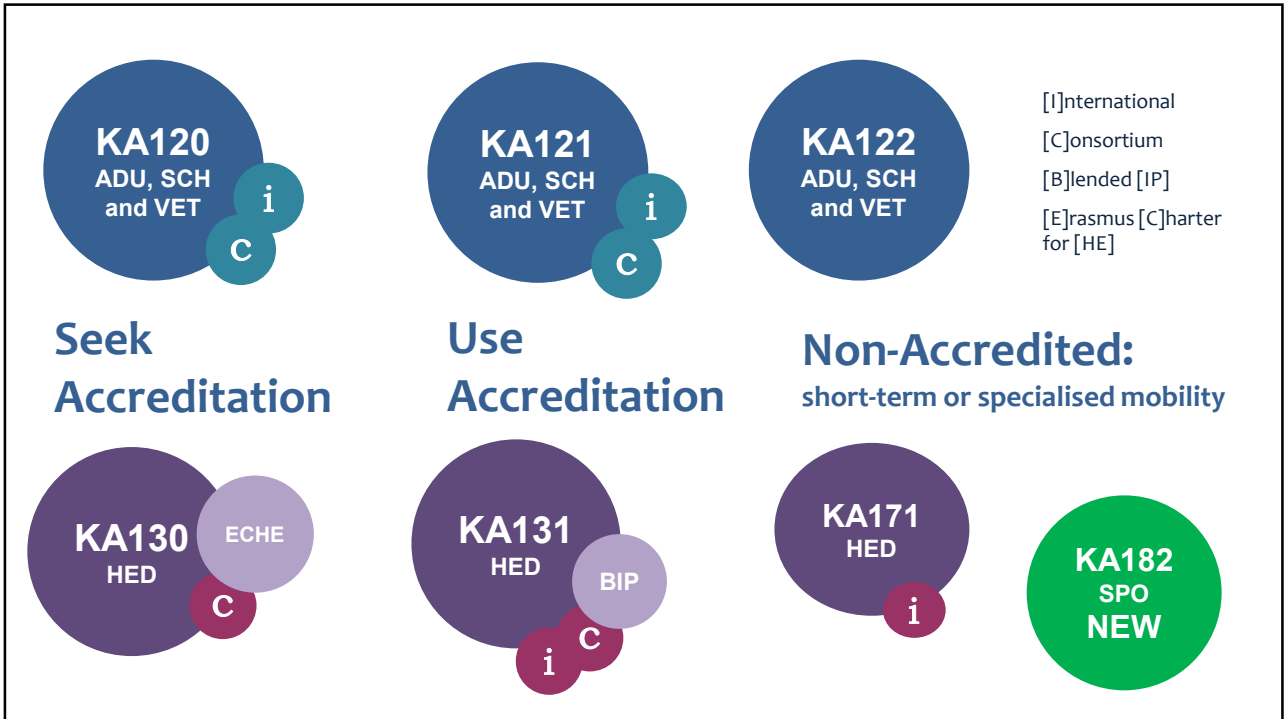 KA120
ADU, SCH
and VET
i
C
KA121
ADU, SCH
and VET
i
C
KA122
ADU, SCH
and VET
[I]nternational
[C]onsortium
[B]lended [IP]
[E]rasmus [C]harter
for [HE]
Seek
Accreditation
Use
Accreditation
Non-Accredited:
short-term or specialised mobility
KA130
HED
ECHE
C
KA131
HED
BIP
C
i
KA171
HED
i
KA182
SPO
NEW